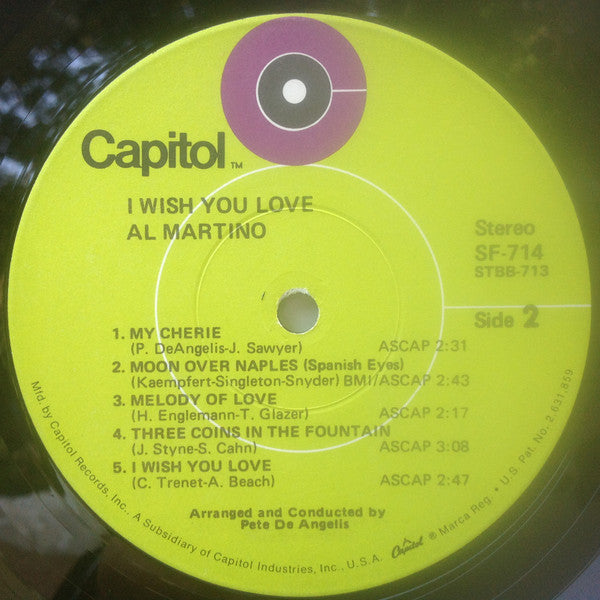 Capitol TM
I WISH YOU LOVE
AL MARTINO
Stereo
SF-714
STBB-713
Side 2
1. MY CHERIE
(P. DeAngelis-J. Sawyer) ASCAP 2:31
2. MOON OVER NAPLES (Spanish Eyes)
(Kaempfert-Singleton-Snyder) BMI/ASCAP 2:43
3. MELODY OF LOVE
(H. Englemann-T. Glazer) ASCAP 2:17
4. THREE COINS IN THE FOUNTAIN
(J. Styne-S. Cahn) ASCAP 3:08
5. I WISH YOU LOVE
(C. Trenet-A. Beach) ASCAP 2:47
Arranged and Conducted by
Pete De Angelis
Mfd. by Capitol Records, Inc., A Subsidiary of Capitol Industries, Inc., U.S.A. Capitol ® Marca Reg. • U.S. Pat. No. 2,631,859